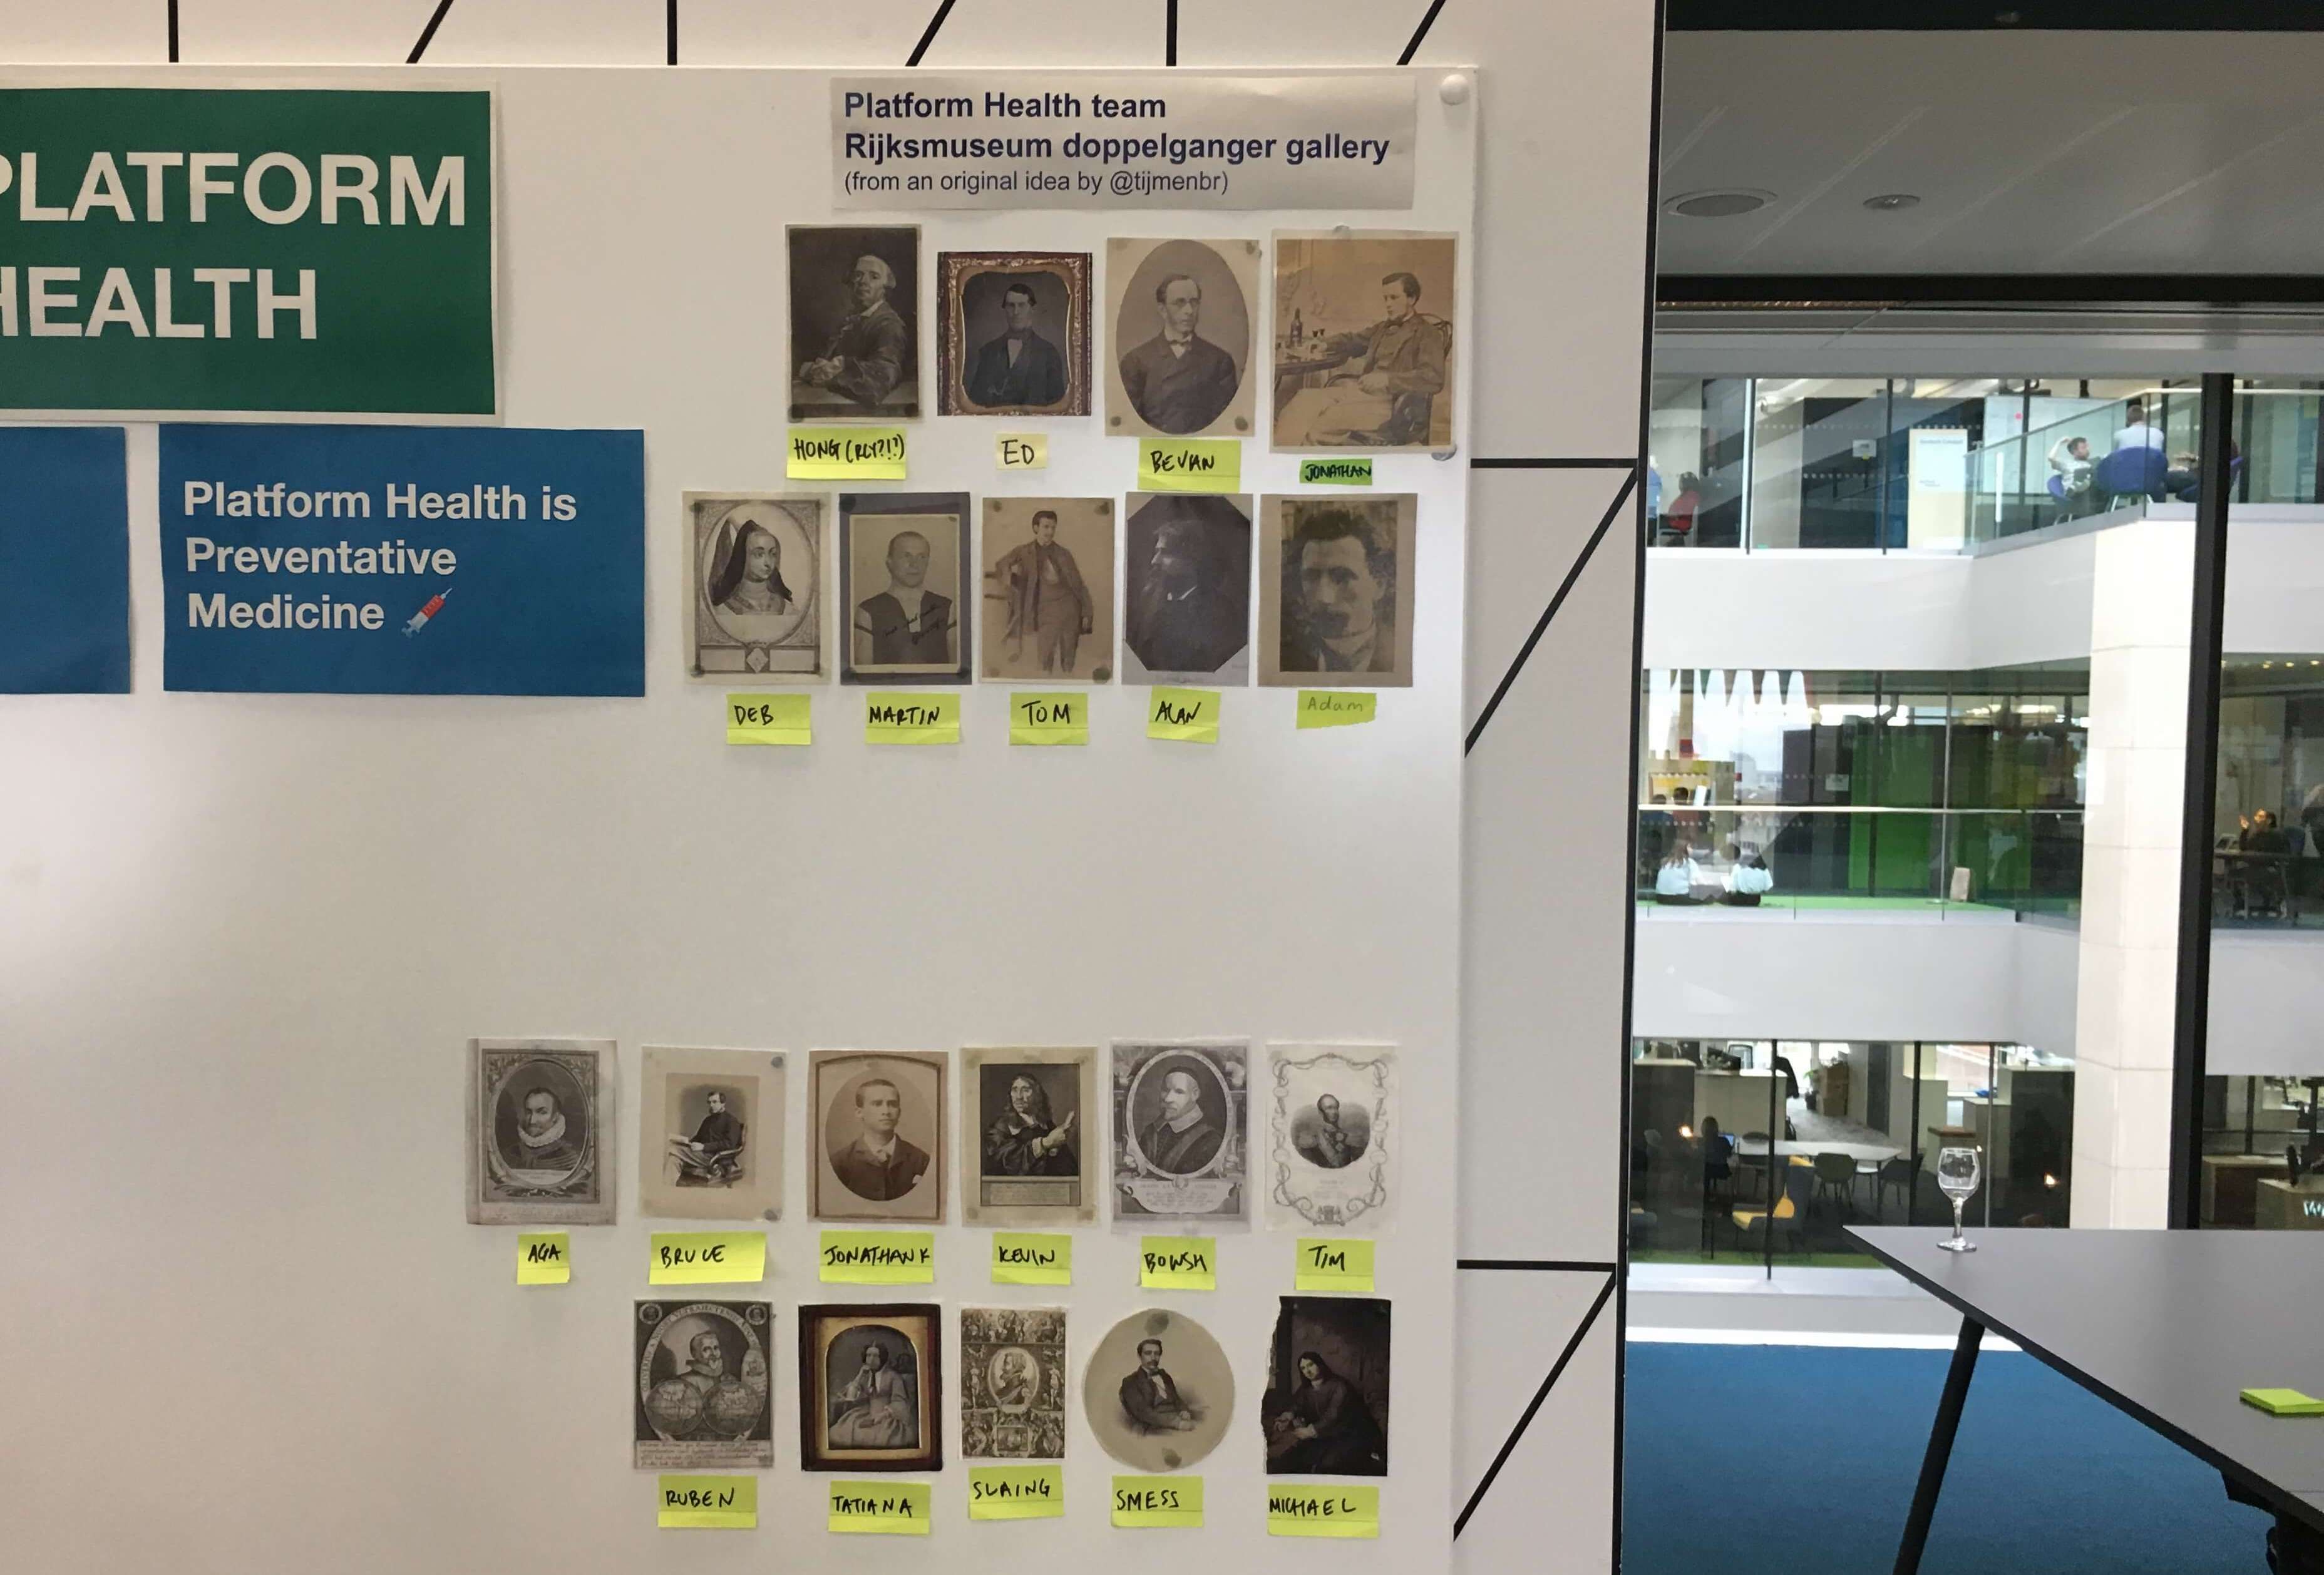 PLATFORM
HEALTH
Platform Health is
Preventative
Medicine
Platform Health team
Rijksmuseum doppelganger gallery
(from an original idea by @tijmenbr)
HONG (RLY?!?)
ED
BEVAN
JONATHAN
DEB
MARTIN
TOM
ALAN
Adam
AGA
BRUCE
JONATHAN K
KEVIN
BOWSH
TIM
RUBEN
TATIANA
SLAING
SMESS
MICHAEL